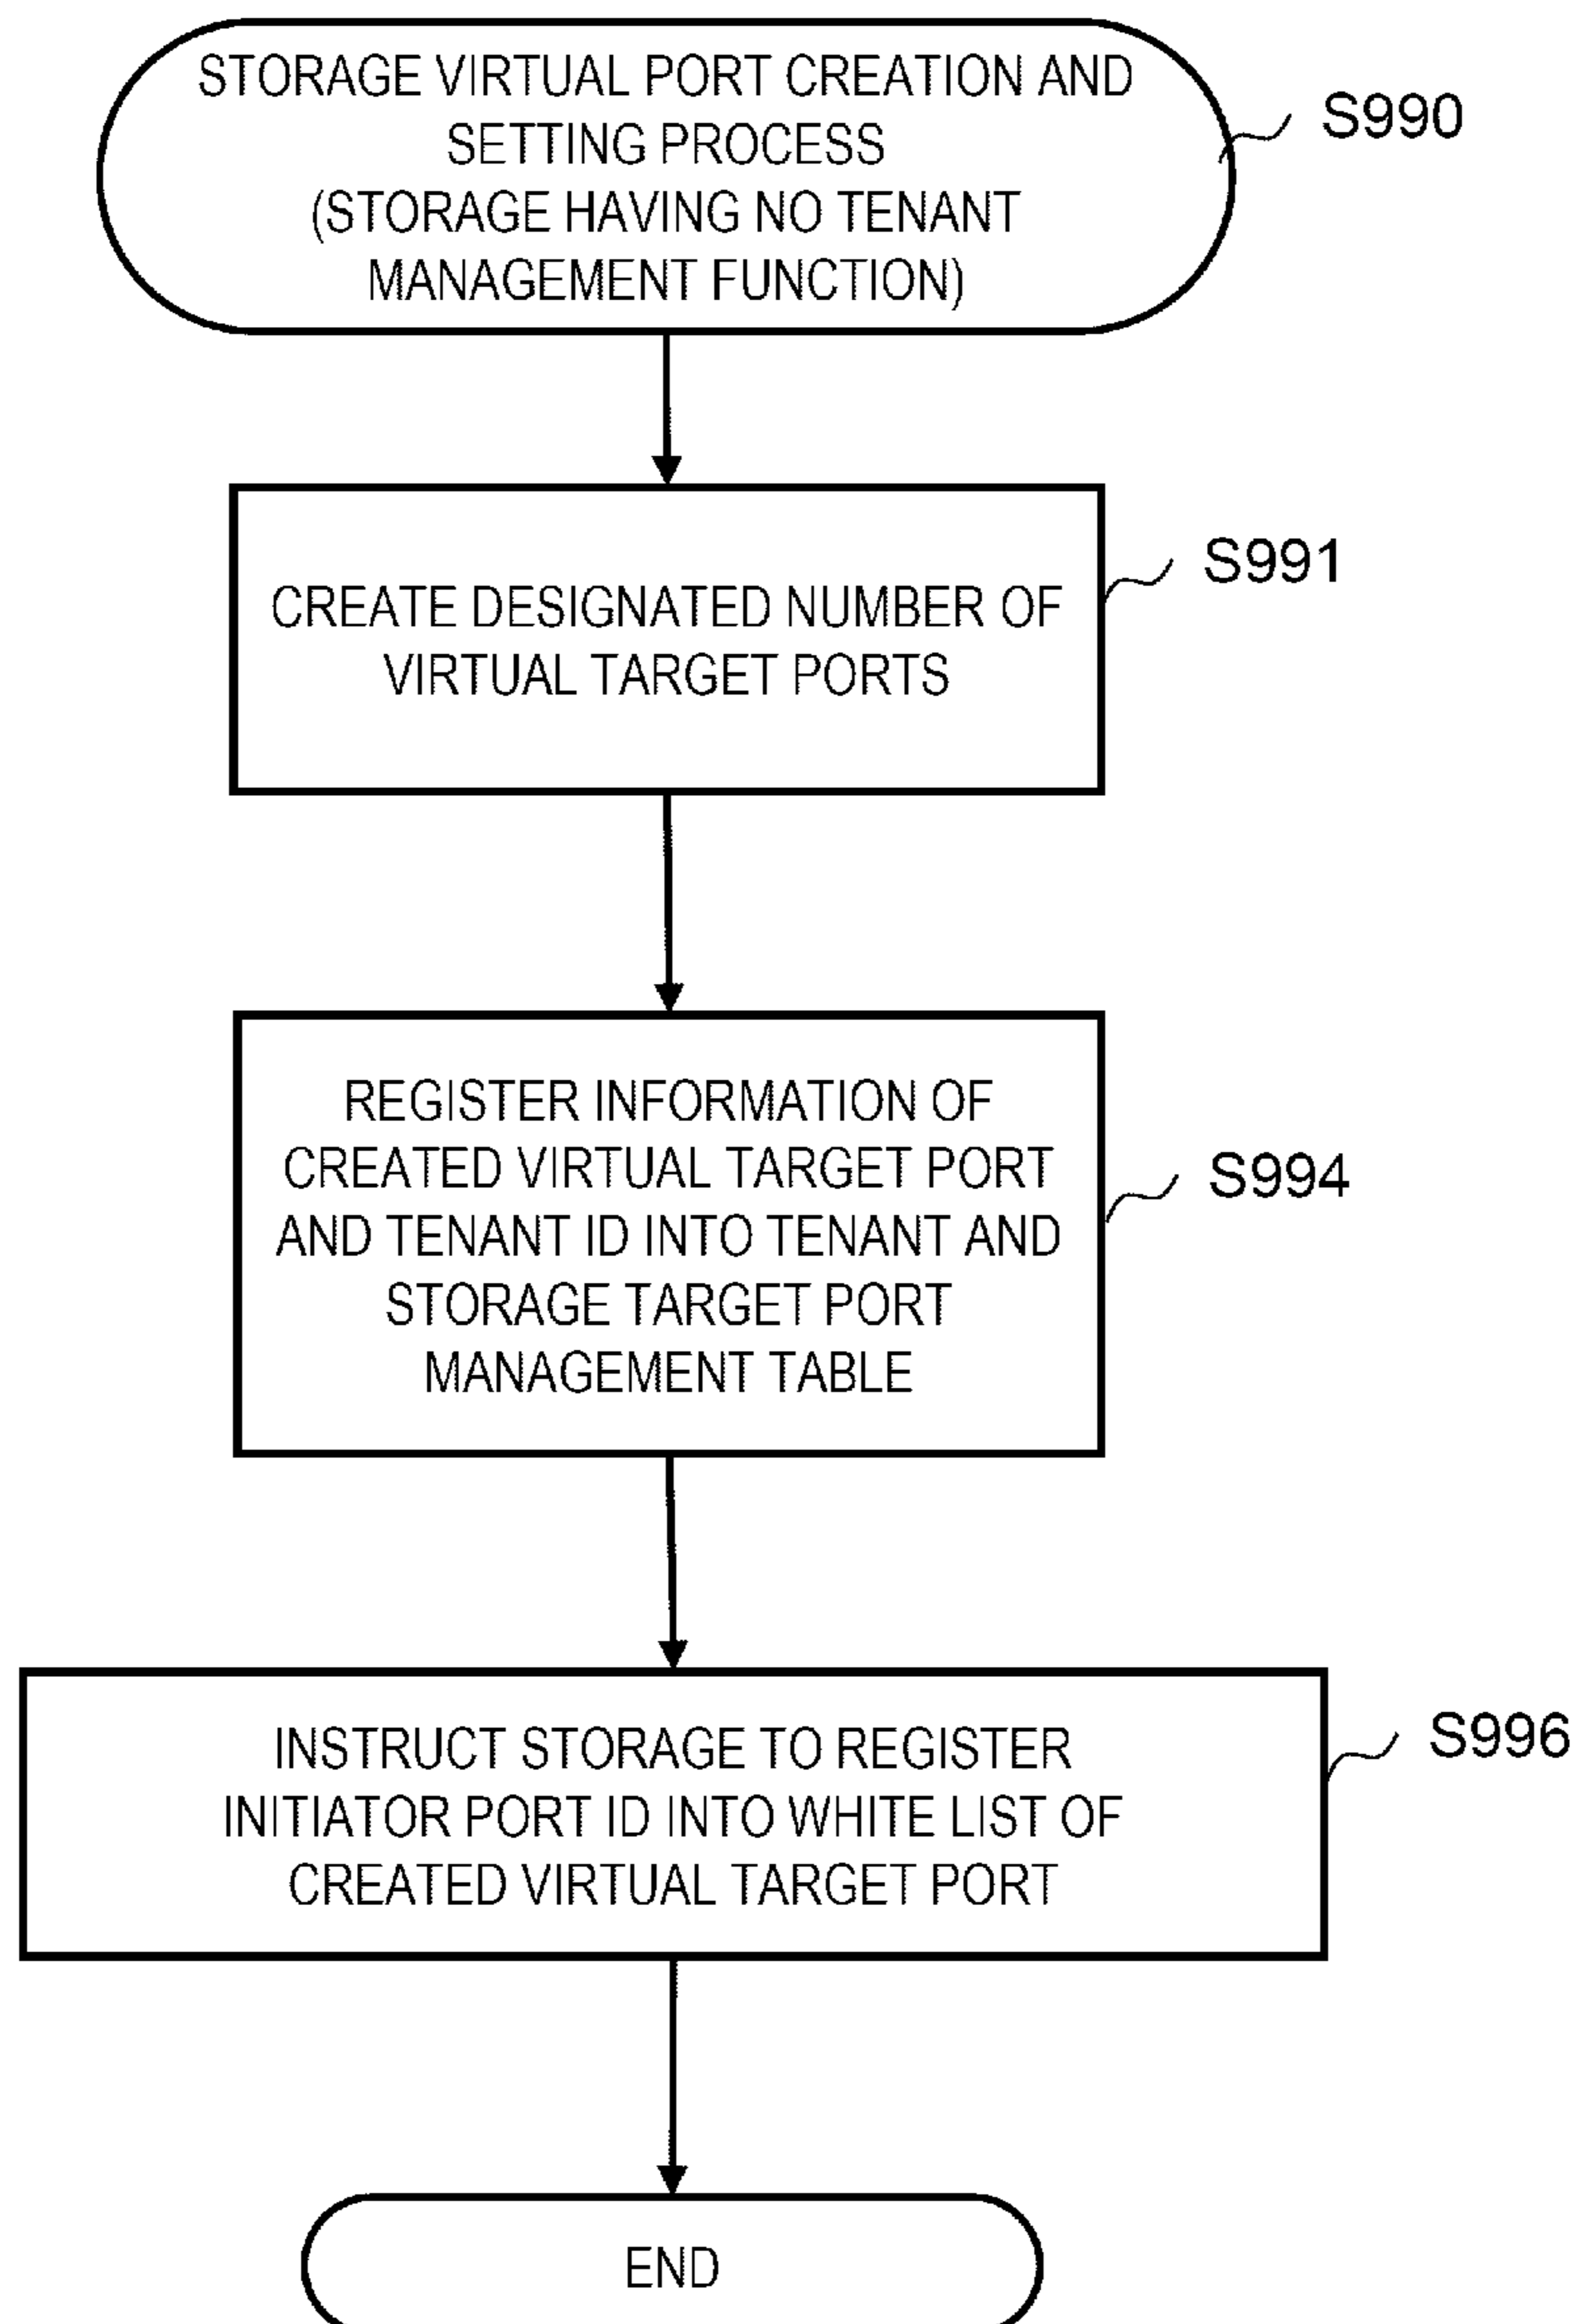 STORAGE VIRTUAL PORT CREATION AND
SETTING PROCESS
(STORAGE HAVING NO TENANT
MANAGEMENT FUNCTION)
S990
CREATE DESIGNATED NUMBER OF
VIRTUAL TARGET PORTS
S991
REGISTER INFORMATION OF
CREATED VIRTUAL TARGET PORT
AND TENANT ID INTO TENANT AND
STORAGE TARGET PORT
MANAGEMENT TABLE
S994
INSTRUCT STORAGE TO REGISTER
INITIATOR PORT ID INTO WHITE LIST OF
CREATED VIRTUAL TARGET PORT
S996
END